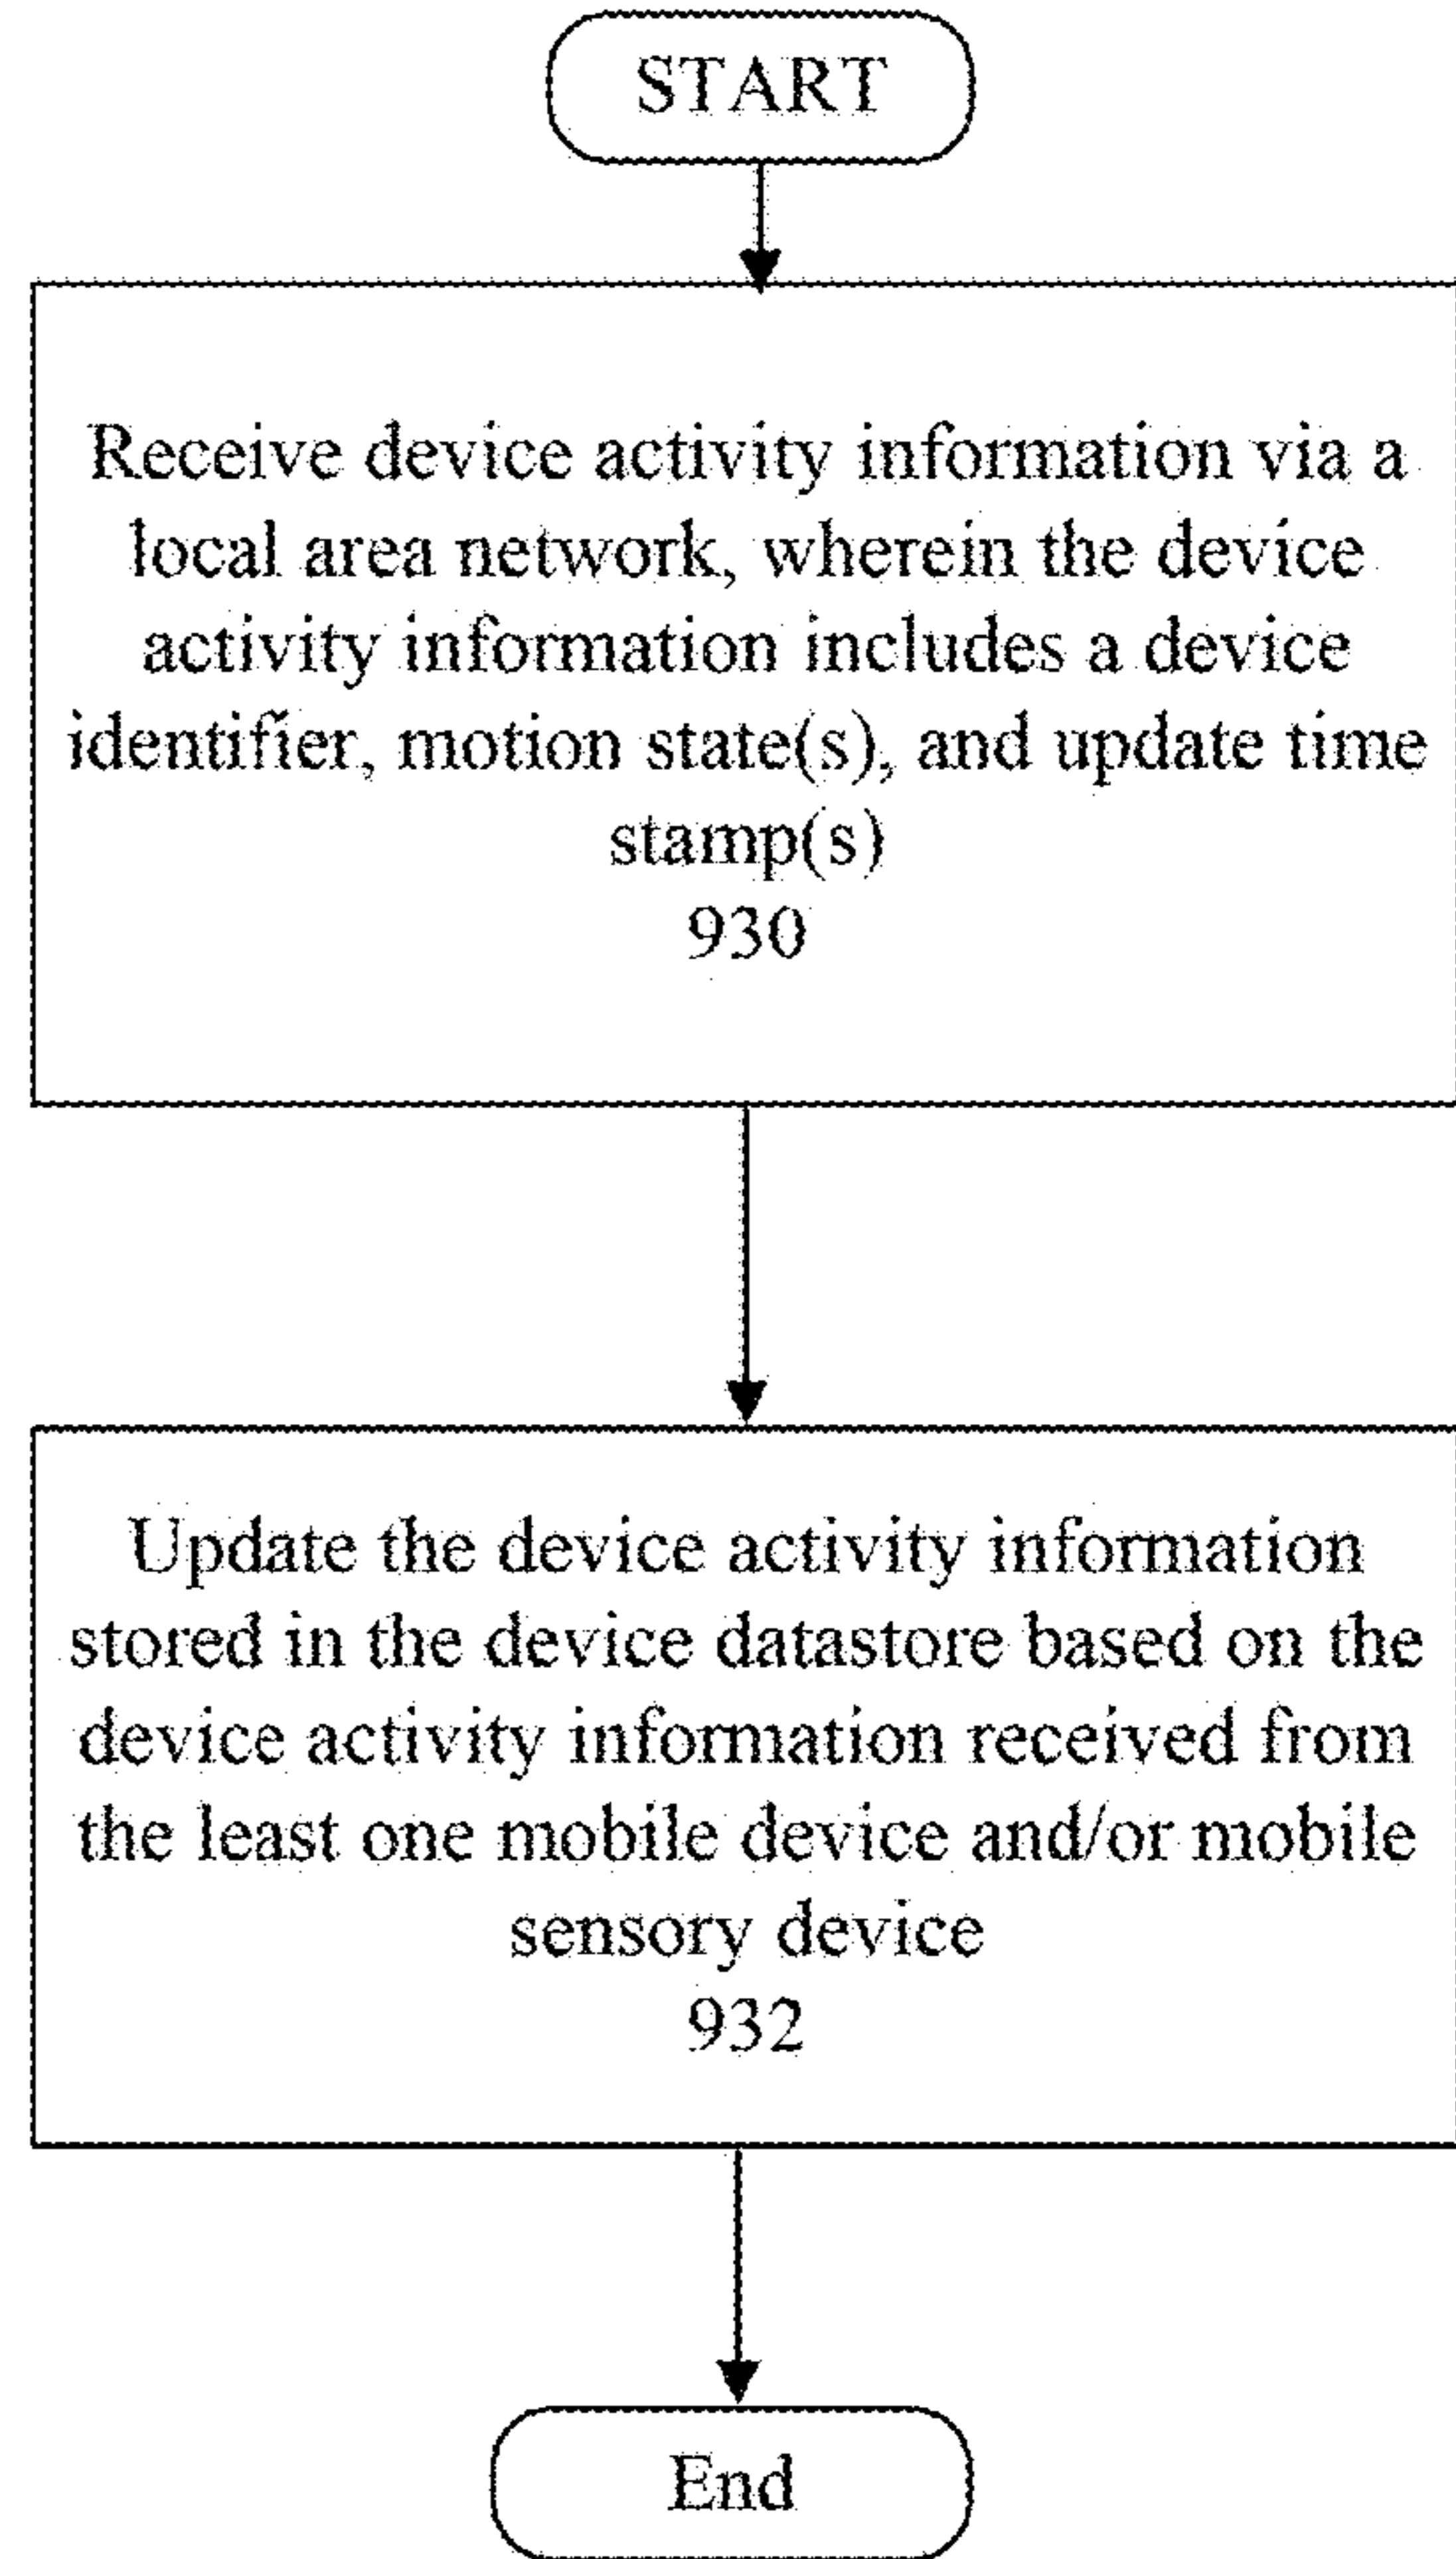 START
Receive device activity information via a
local area network, wherein the device
activity information includes a device
identifier, motion state(s), and update time
stamp(s)
930
Update the device activity information
stored in the device datastore based on the
device activity information received from
the least one mobile device and/or mobile
sensory device
932
End